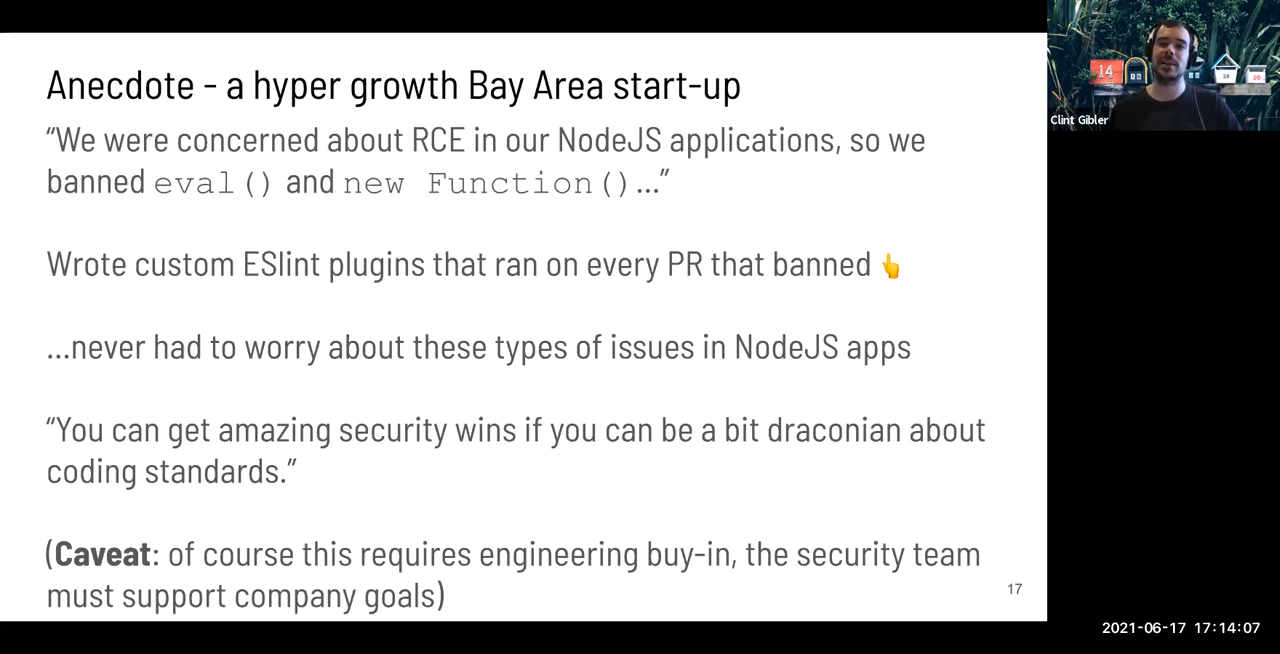 Anecdote - a hyper growth Bay Area start-up
“We were concerned about RCE in our NodeJS applications, so we
banned eval() and new Function()…”
Wrote custom ESlint plugins that ran on every PR that banned 👆
…never had to worry about these types of issues in NodeJS apps
“You can get amazing security wins if you can be a bit draconian about
coding standards.”
(Caveat: of course this requires engineering buy-in, the security team
must support company goals)
17
14
38
26
Clint Gibler
2021-06-17 17:14:07